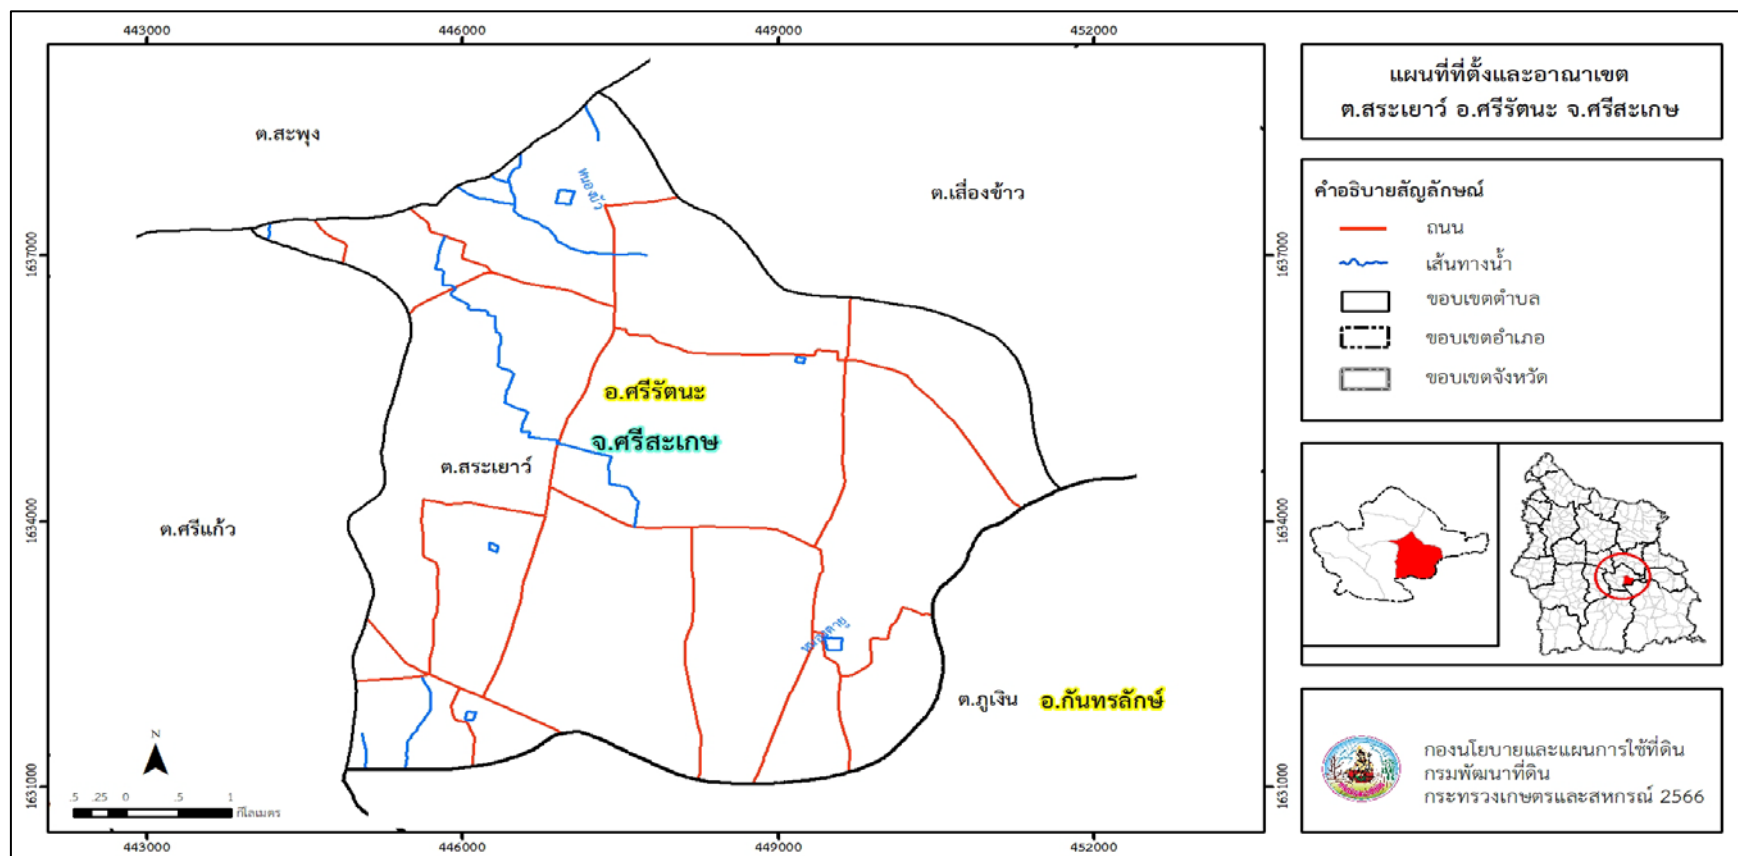 443000
446000
449000
452000
แผนที่ที่ตั้งและอาณาเขต
ต.สระเยาว์ อ.ศรีรัตนะ จ.ศรีสะเกษ
ต.สะพุง
หนองบัว
ต.เสื่องข้าว
1637000
1637000
อ.ศรีรัตนะ
จ.ศรีสะเกษ
ต.สระเยาว์
ต.ศรีแก้ว
1634000
1634000
ต.ภูเงิน
อ.กันทรลักษ์
N
.5
.25
0
.5
1
กิโลเมตร
1631000
1631000
443000
446000
449000
452000
คำอธิบายสัญลักษณ์
ถนน
เส้นทางน้ำ
ขอบเขตตำบล
ขอบเขตอำเภอ
ขอบเขตจังหวัด
กองนโยบายและแผนการใช้ที่ดิน
กรมพัฒนาที่ดิน
กระทรวงเกษตรและสหกรณ์ 2566